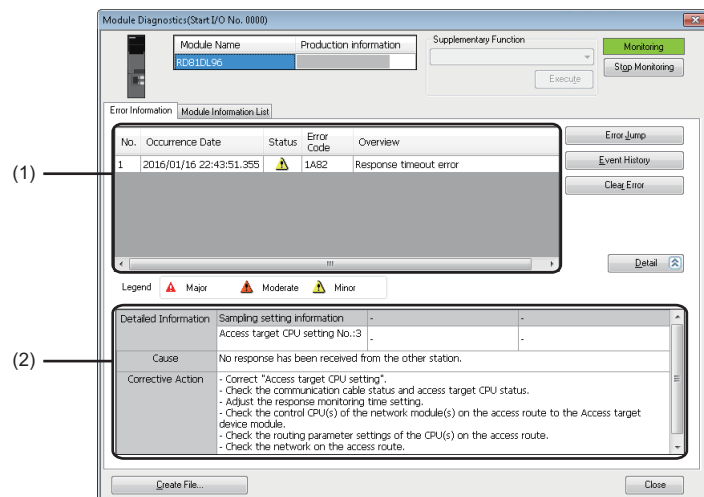 Module Diagnostics(Start I/O No. 0000)
Module Name Production information
RD81DL96
Supplementary Function
Execute
Monitoring
Stop Monitoring
Error Information Module Information List
No. Occurrence Date Status Error Code Overview
1 2016/01/16 22:43:51.355 1A82 Response timeout error
Error Jump
Event History
Clear Error
Detail
(1)
Legend Major Moderate Minor
(2)
Detailed Information Sampling setting information - -
Access target CPU setting No.:3 - -
Cause No response has been received from the other station.
Corrective Action - Correct "Access target CPU setting".
- Check the communication cable status and access target CPU status.
- Adjust the response monitoring time setting.
- Check the control CPU(s) of the network module(s) on the access route to the Access target
device module.
- Check the routing parameter settings of the CPU(s) on the access route.
- Check the network on the access route.
Create File...
Close